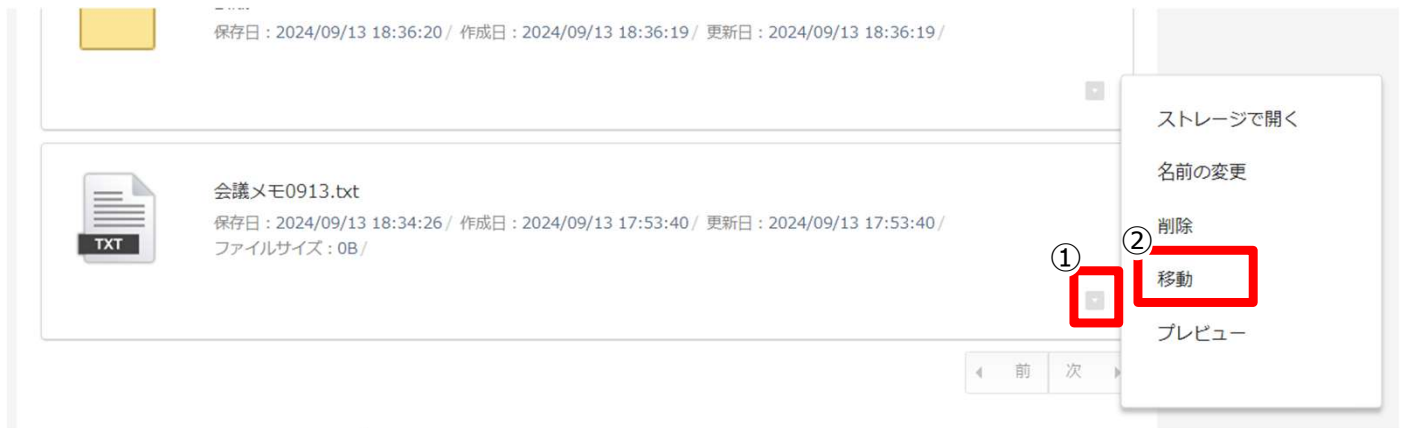 保存日：2024/09/13 18:36:20 / 作成日：2024/09/13 18:36:19 / 更新日：2024/09/13 18:36:19 /
ストレージで開く
名前の変更
会議メモ0913.txt
保存日：2024/09/13 18:34:26 / 作成日：2024/09/13 17:53:40 / 更新日：2024/09/13 17:53:40 /
TXT
ファイルサイズ：0B /
削除
①
②
移動
プレビュー
前 次